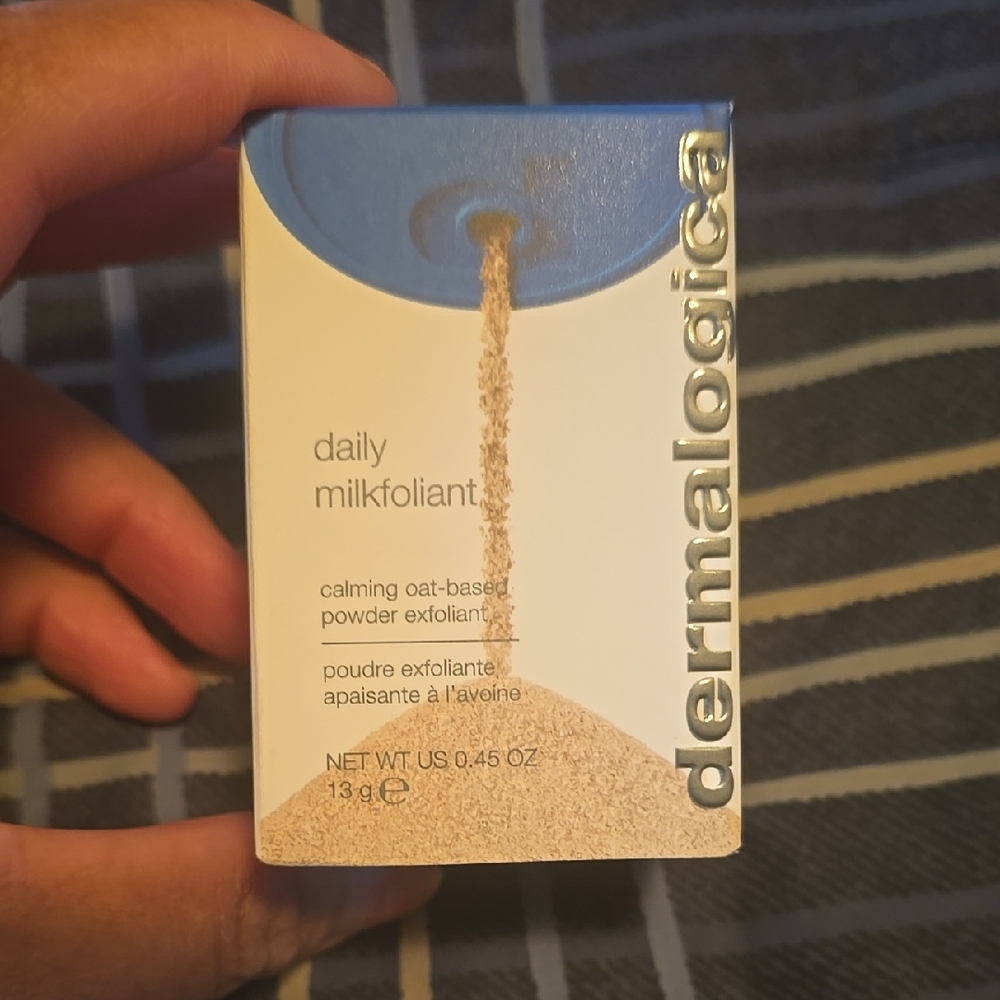 daily
milkfoliant
calming oat-based
powder exfoliant
poudre exfoliante
apaisante à l'avoine
NET WT US 0.45 OZ
13 g ℮
dermalogica